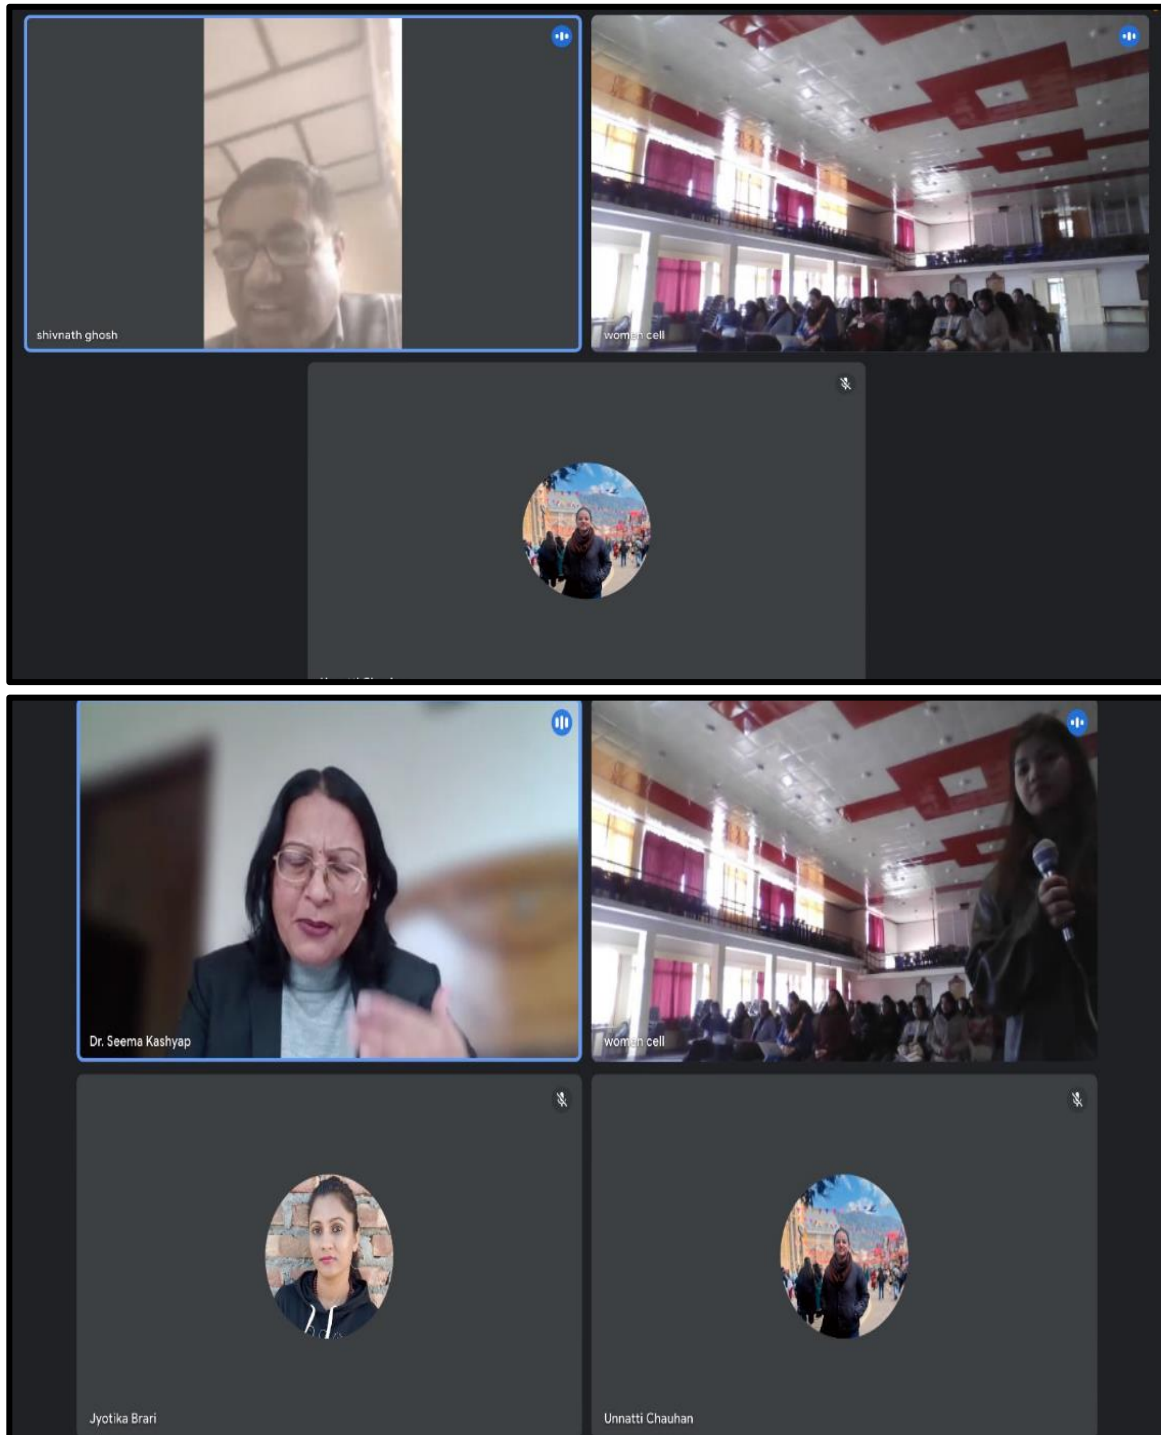 shivnath ghosh
women cell
Dr. Seema Kashyap
women cell
Jyotika Brari
Unnatti Chauhan